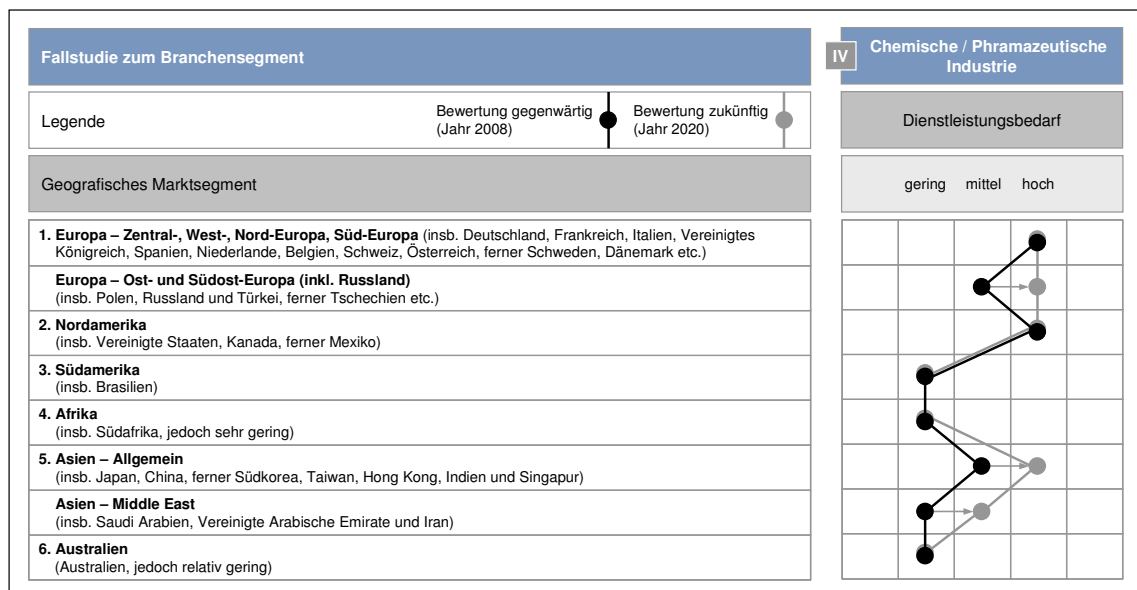 Fallstudie zum Branchensegment
IV
Chemische / Phramazeutische
Industrie
Legende
Bewertung gegenwärtig
(Jahr 2008)
Bewertung zukünftig
(Jahr 2020)
Dienstleistungsbedarf
Geografisches Marktsegment
gering mittel hoch
1. Europa – Zentral-, West-, Nord-Europa, Süd-Europa (insb. Deutschland, Frankreich, Italien, Vereinigtes
Königreich, Spanien, Niederlande, Belgien, Schweiz, Österreich, ferner Schweden, Dänemark etc.)
Europa – Ost- und Südost-Europa (inkl. Russland)
(insb. Polen, Russland und Türkei, ferner Tschechien etc.)
2. Nordamerika
(insb. Vereinigte Staaten, Kanada, ferner Mexiko)
3. Südamerika
(insb. Brasilien)
4. Afrika
(insb. Südafrika, jedoch sehr gering)
5. Asien – Allgemein
(insb. Japan, China, ferner Südkorea, Taiwan, Hong Kong, Indien und Singapur)
Asien – Middle East
(insb. Saudi Arabien, Vereinigte Arabische Emirate und Iran)
6. Australien
(Australien, jedoch relativ gering)